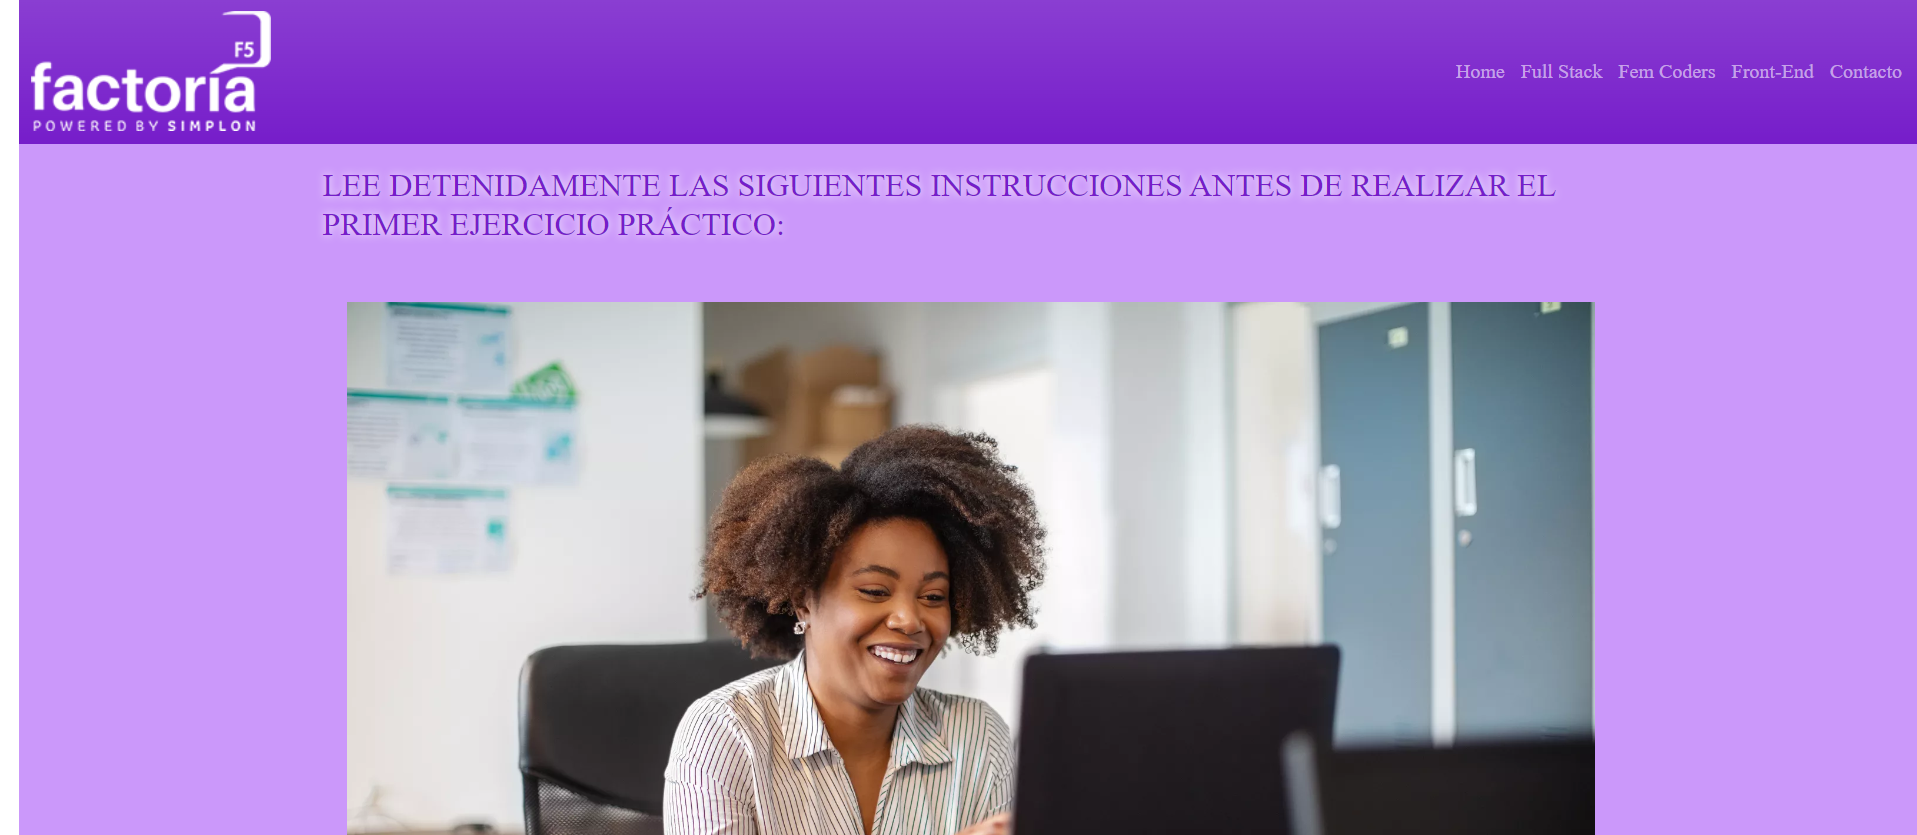 F5
factoría
POWERED BY SIMPLON
Home Full Stack Fem Coders Front-End Contacto
LEE DETENIDAMENTE LAS SIGUIENTES INSTRUCCIONES ANTES DE REALIZAR EL
PRIMER EJERCICIO PRÁCTICO: